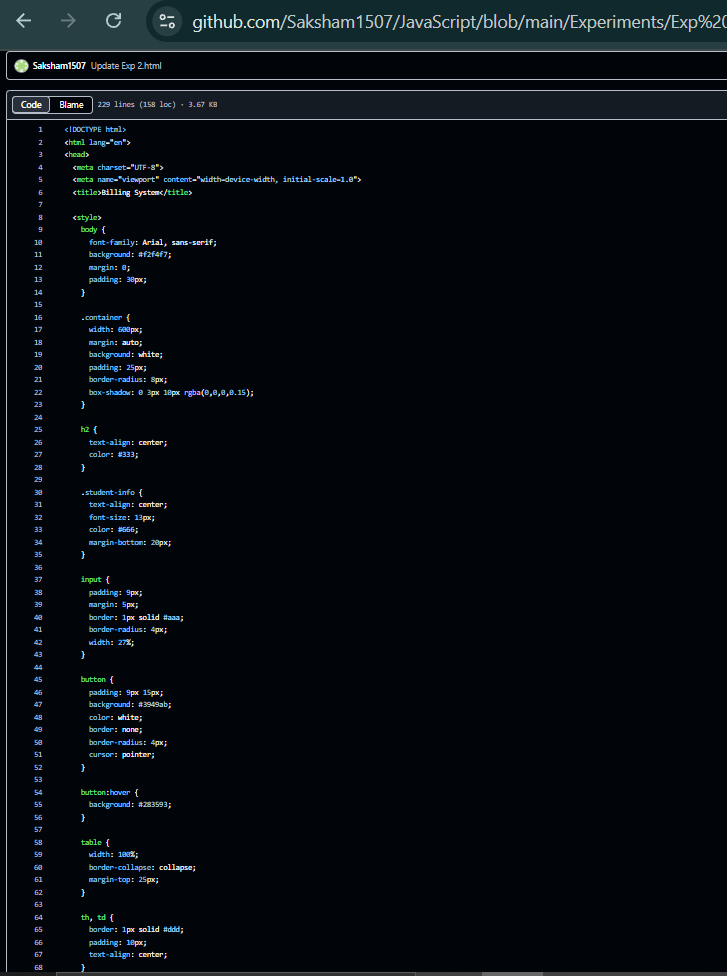 github.com/Saksham1507/JavaScript/blob/main/Experiments/Exp%20
Saksham1507 Update Exp 2.html
Code Blame 229 lines (158 loc) · 3.67 KB
1 <!DOCTYPE html>
2 <html lang="en">
3 <head>
4 <meta charset="UTF-8">
5 <meta name="viewport" content="width=device-width, initial-scale=1.0">
6 <title>Billing System</title>
7
8 <style>
9 body {
10 font-family: Arial, sans-serif;
11 background: #f2f4f7;
12 margin: 0;
13 padding: 30px;
14 }
15
16 .container {
17 width: 600px;
18 margin: auto;
19 background: white;
20 padding: 25px;
21 border-radius: 8px;
22 box-shadow: 0 3px 10px rgba(0,0,0,0.15);
23 }
24
25 h2 {
26 text-align: center;
27 color: #333;
28 }
29
30 .student-info {
31 text-align: center;
32 font-size: 13px;
33 color: #666;
34 margin-bottom: 20px;
35 }
36
37 input {
38 padding: 9px;
39 margin: 5px;
40 border: 1px solid #aaa;
41 border-radius: 4px;
42 width: 27%;
43 }
44
45 button {
46 padding: 9px 15px;
47 background: #3949ab;
48 color: white;
49 border: none;
50 border-radius: 4px;
51 cursor: pointer;
52 }
53
54 button:hover {
55 background: #283593;
56 }
57
58 table {
59 width: 100%;
60 border-collapse: collapse;
61 margin-top: 25px;
62 }
63
64 th, td {
65 border: 1px solid #ddd;
66 padding: 10px;
67 text-align: center;
68 }